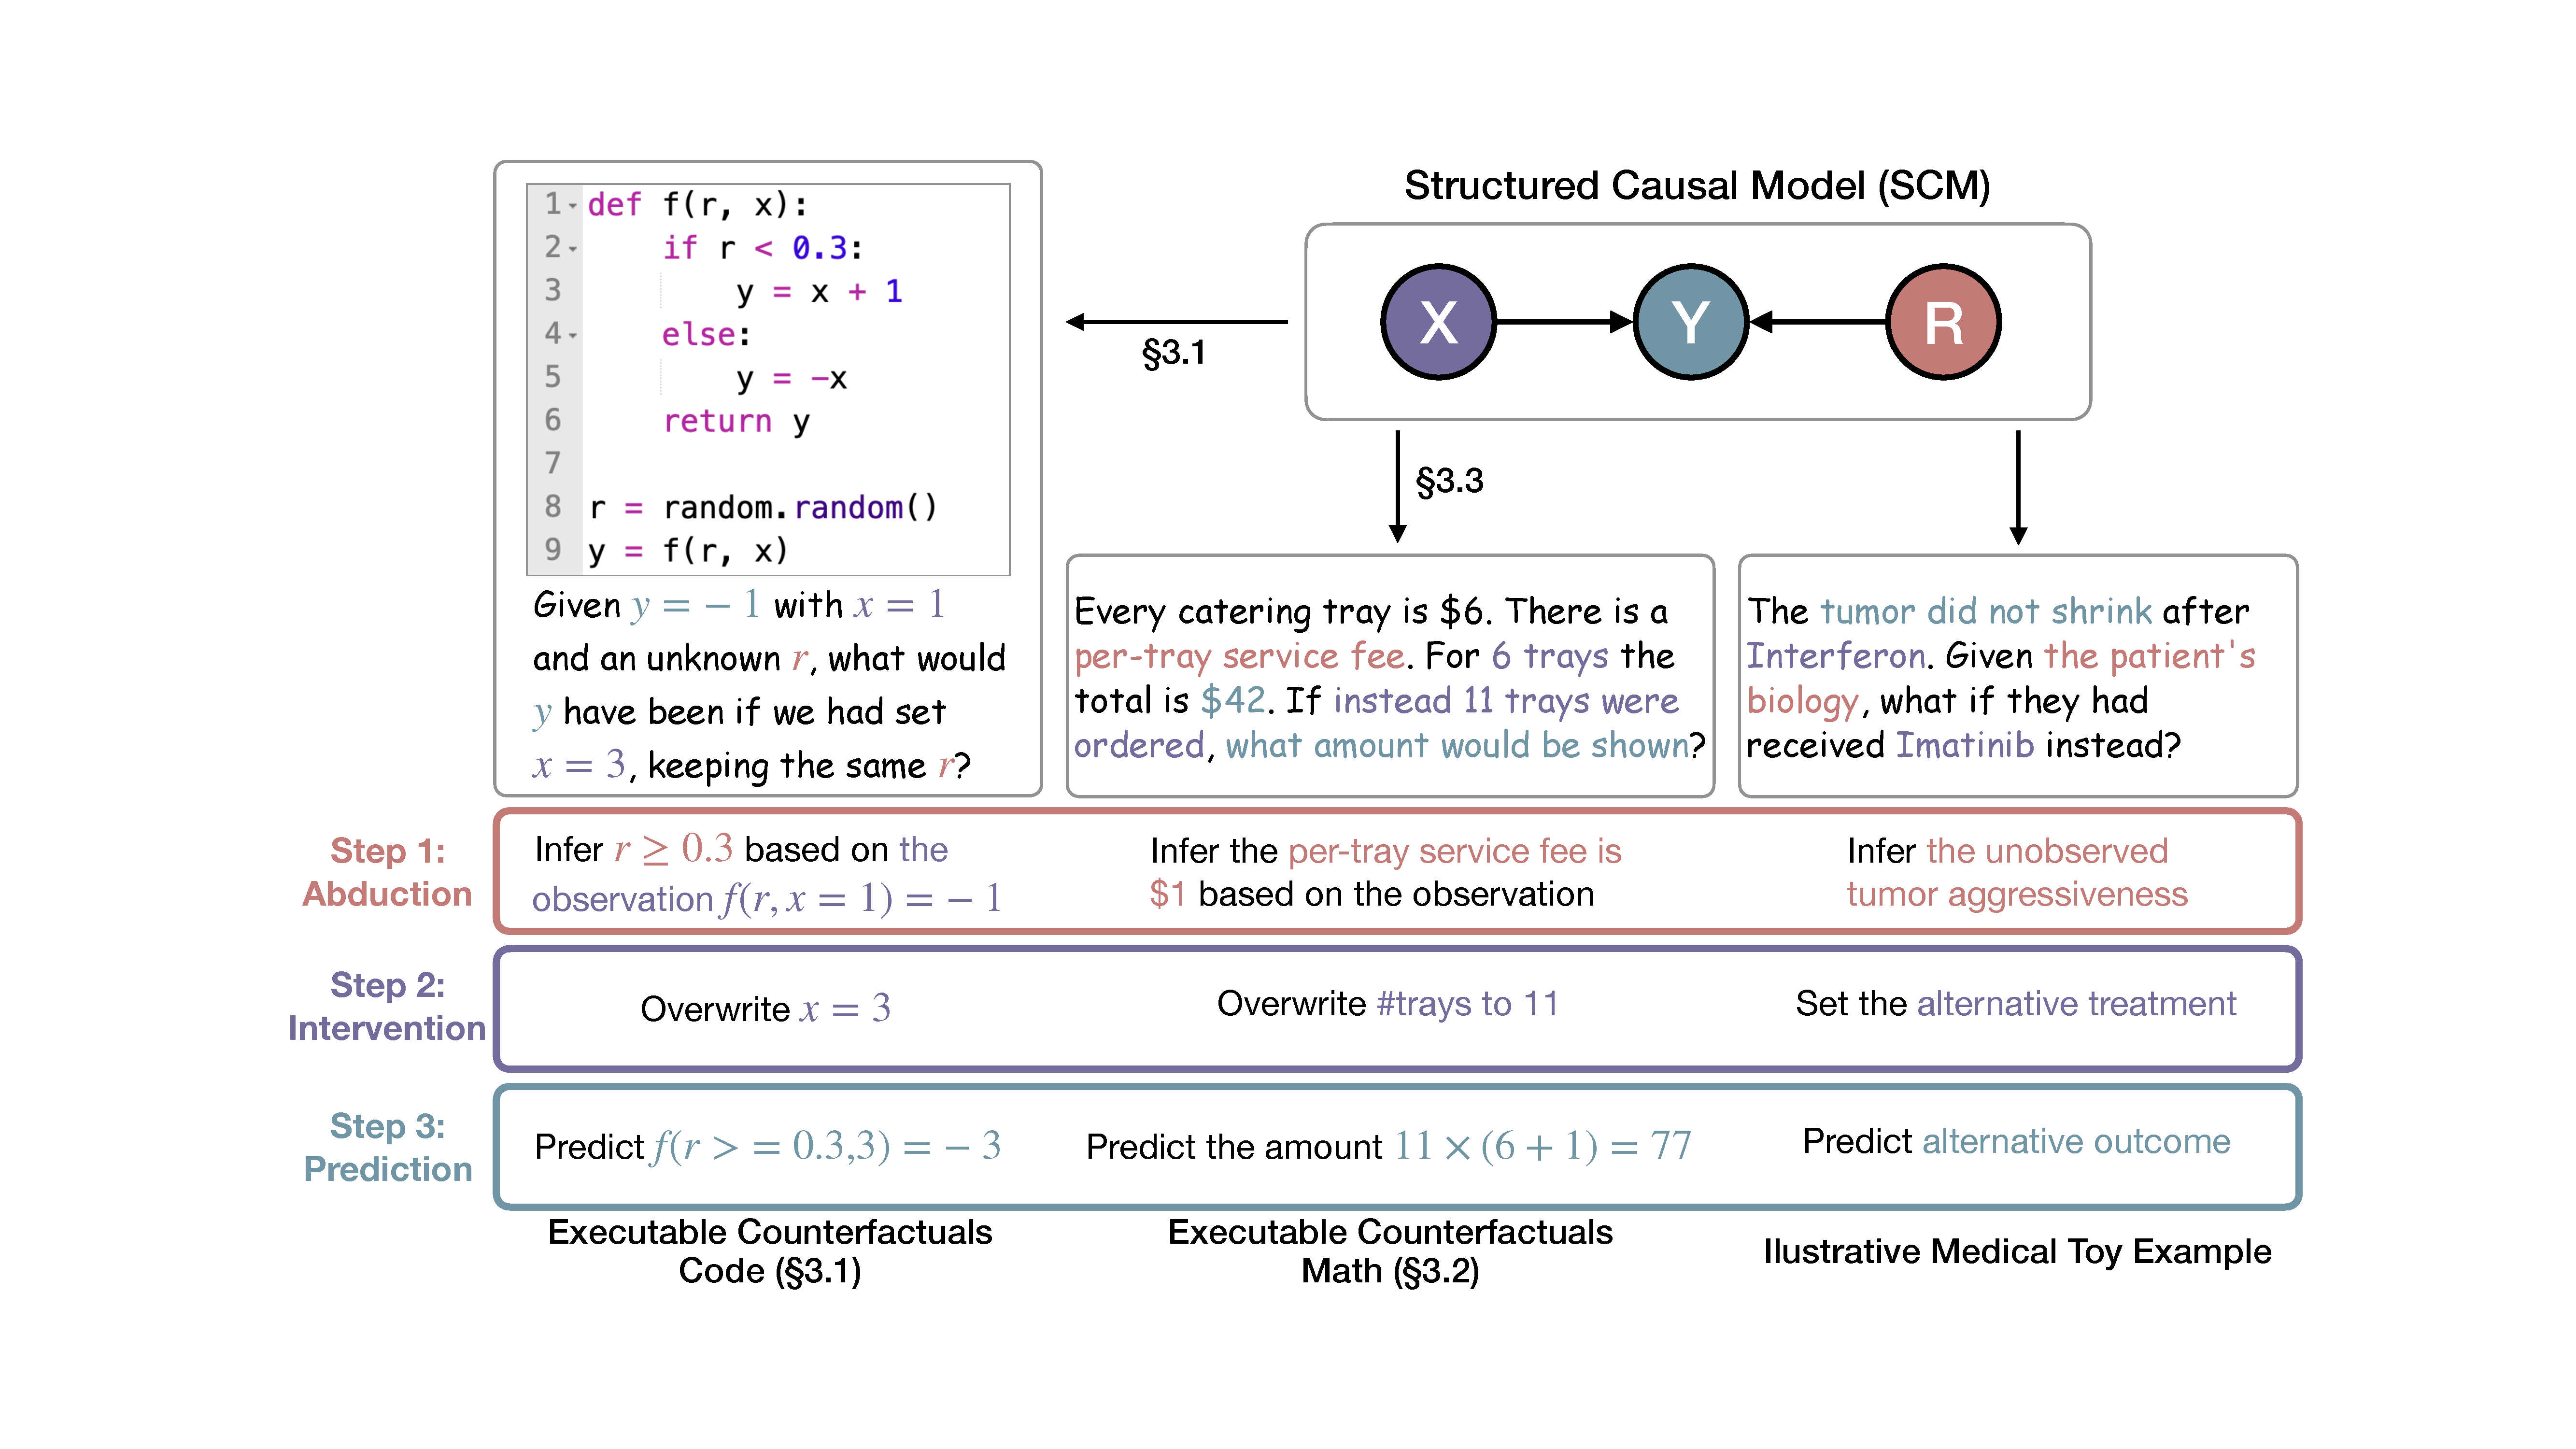 1 def f(r, x):
2 if r < 0.3:
3 y = x + 1
4 else:
5 y = -x
6 return y
7
8 r = random.random()
9 y = f(r, x)
Given y = − 1 with x = 1
and an unknown r, what would
y have been if we had set
x = 3, keeping the same r?
Structured Causal Model (SCM)
X
Y
R
§3.1
§3.3
Every catering tray is $6. There is a
per-tray service fee. For 6 trays the
total is $42. If instead 11 trays were
ordered, what amount would be shown?
The tumor did not shrink after
Interferon. Given the patient's
biology, what if they had
received Imatinib instead?
Step 1:
Abduction
Infer r ≥ 0.3 based on the
observation f(r, x = 1) = − 1
Infer the per-tray service fee is
$1 based on the observation
Infer the unobserved
tumor aggressiveness
Step 2:
Intervention
Overwrite x = 3
Overwrite #trays to 11
Set the alternative treatment
Step 3:
Prediction
Predict f(r > = 0.3,3) = − 3
Predict the amount 11 × (6 + 1) = 77
Predict alternative outcome
Executable Counterfactuals
Code (§3.1)
Executable Counterfactuals
Math (§3.2)
Ilustrative Medical Toy Example